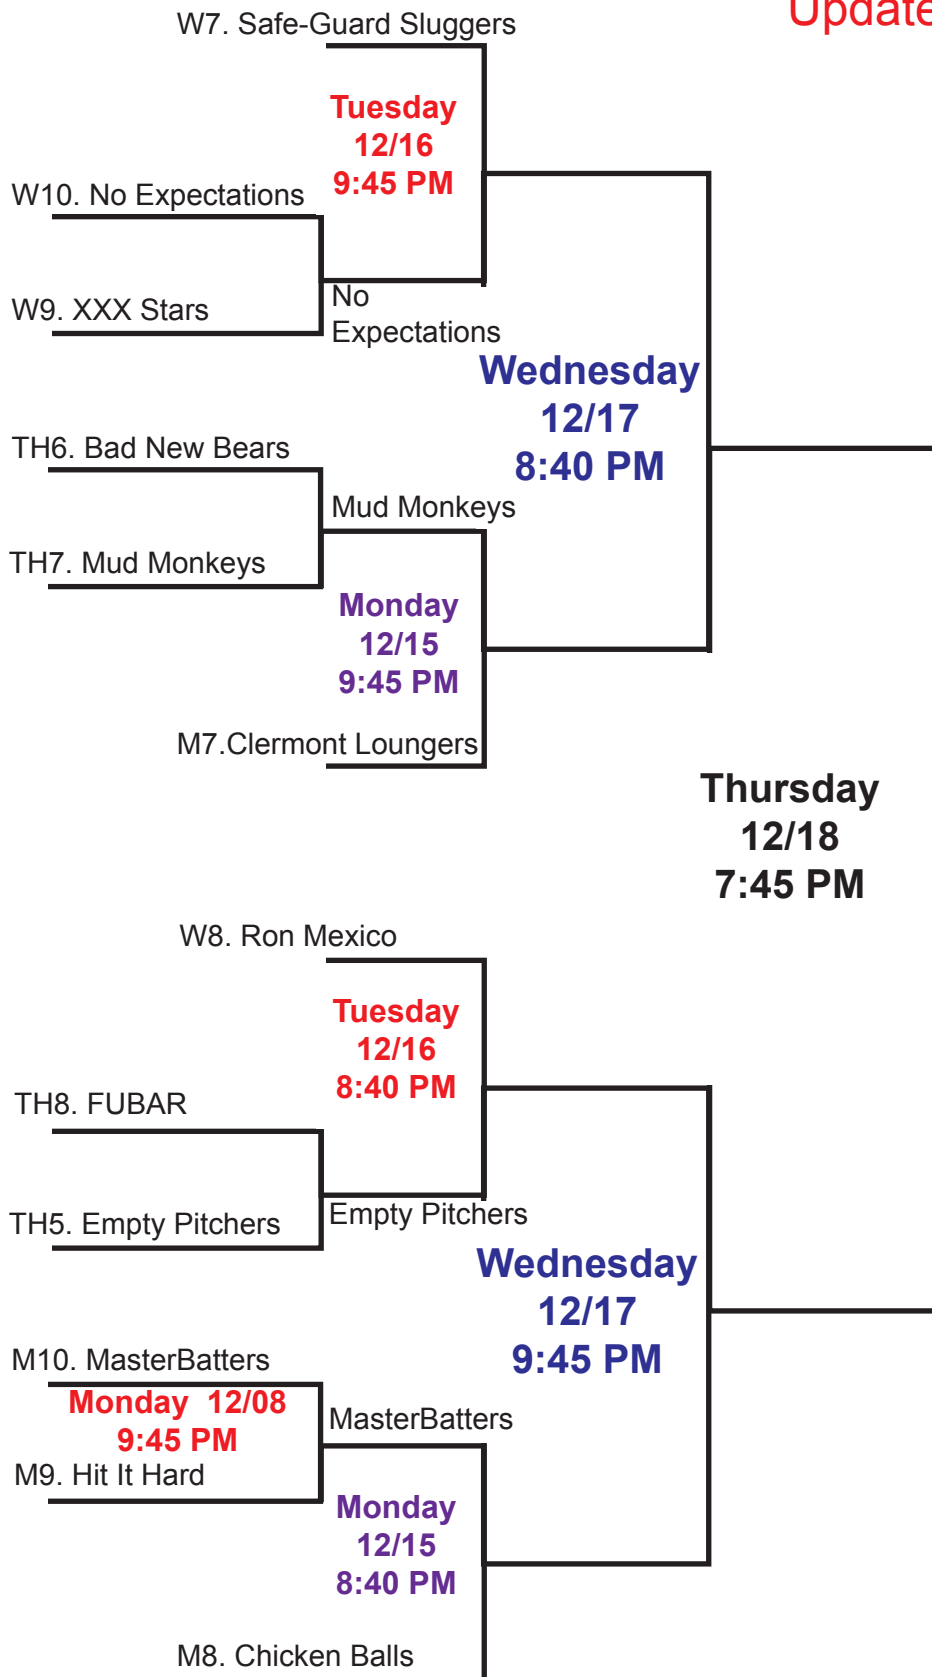 W7. Safe-Guard Sluggers
Update
Tuesday
12/16
9:45 PM
W10. No Expectations
W9. XXX Stars
No
Expectations
Wednesday
12/17
8:40 PM
TH6. Bad New Bears
Mud Monkeys
TH7. Mud Monkeys
Monday
12/15
9:45 PM
M7.Clermont Loungers
Thursday
12/18
7:45 PM
W8. Ron Mexico
Tuesday
12/16
8:40 PM
TH8. FUBAR
TH5. Empty Pitchers
Empty Pitchers
Wednesday
12/17
9:45 PM
M10. MasterBatters
Monday  12/08
9:45 PM
MasterBatters
M9. Hit It Hard
Monday
12/15
8:40 PM
M8. Chicken Balls